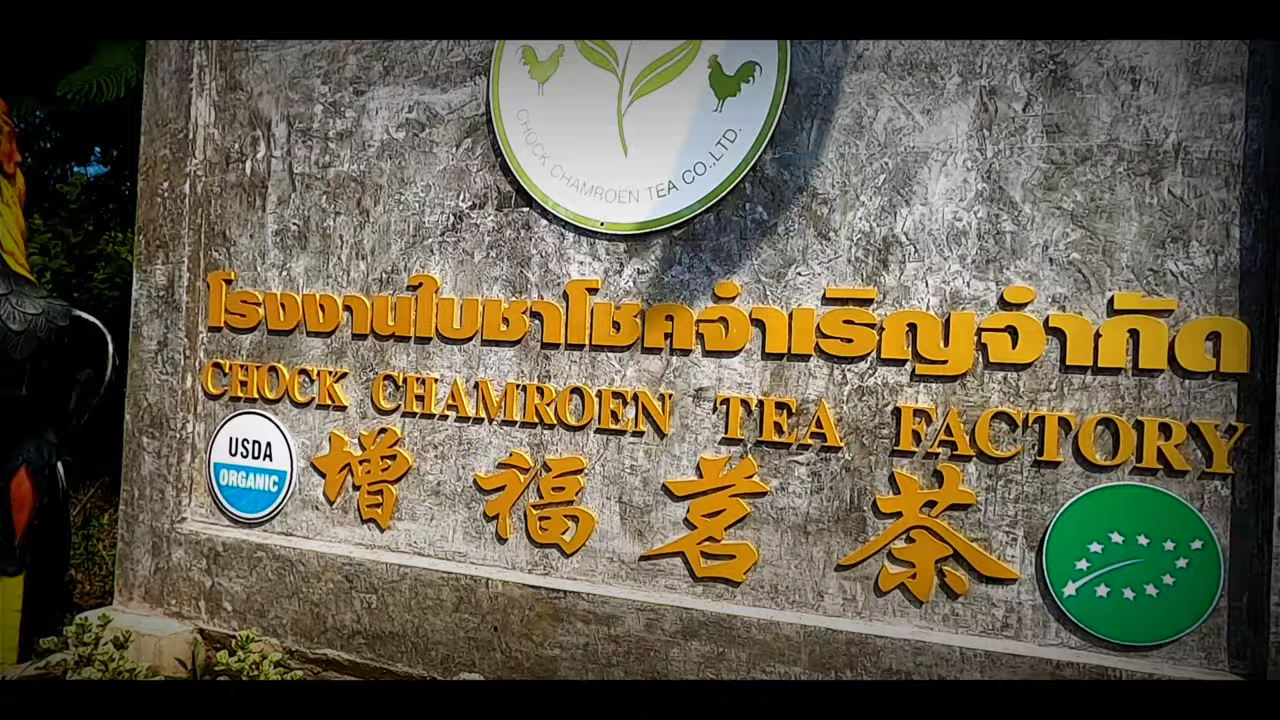 CHOCK CHAMROEN TEA CO.,LTD.
โรงงานใบชาโชคจำเริญจำกัด
CHOCK CHAMROEN TEA FACTORY
USDA
ORGANIC
增福茗茶